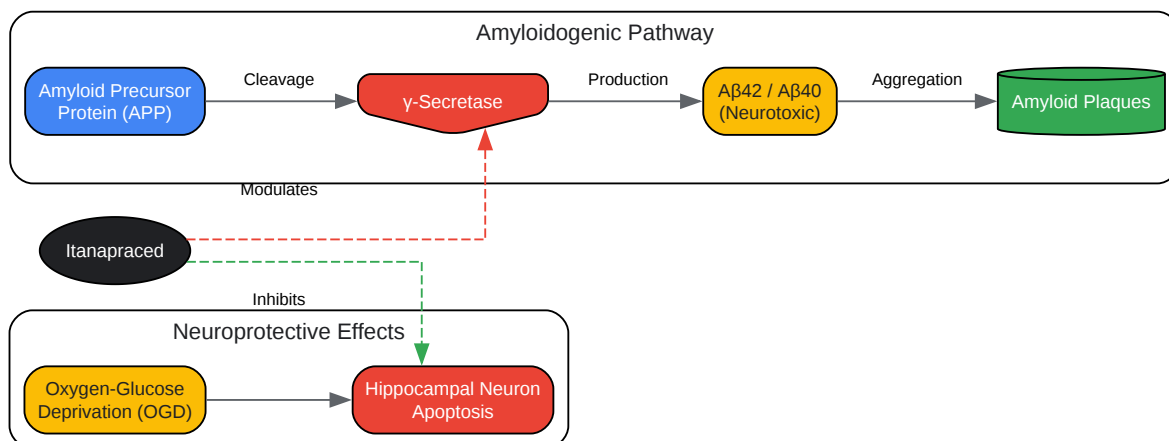 Amyloidogenic Pathway
Amyloid Precursor
Protein (APP)
Cleavage
γ-Secretase
Production
Aβ42 / Aβ40
(Neurotoxic)
Aggregation
Amyloid Plaques
Modulates
Itanapraced
Inhibits
Neuroprotective Effects
Oxygen-Glucose
Deprivation (OGD)
Hippocampal Neuron
Apoptosis